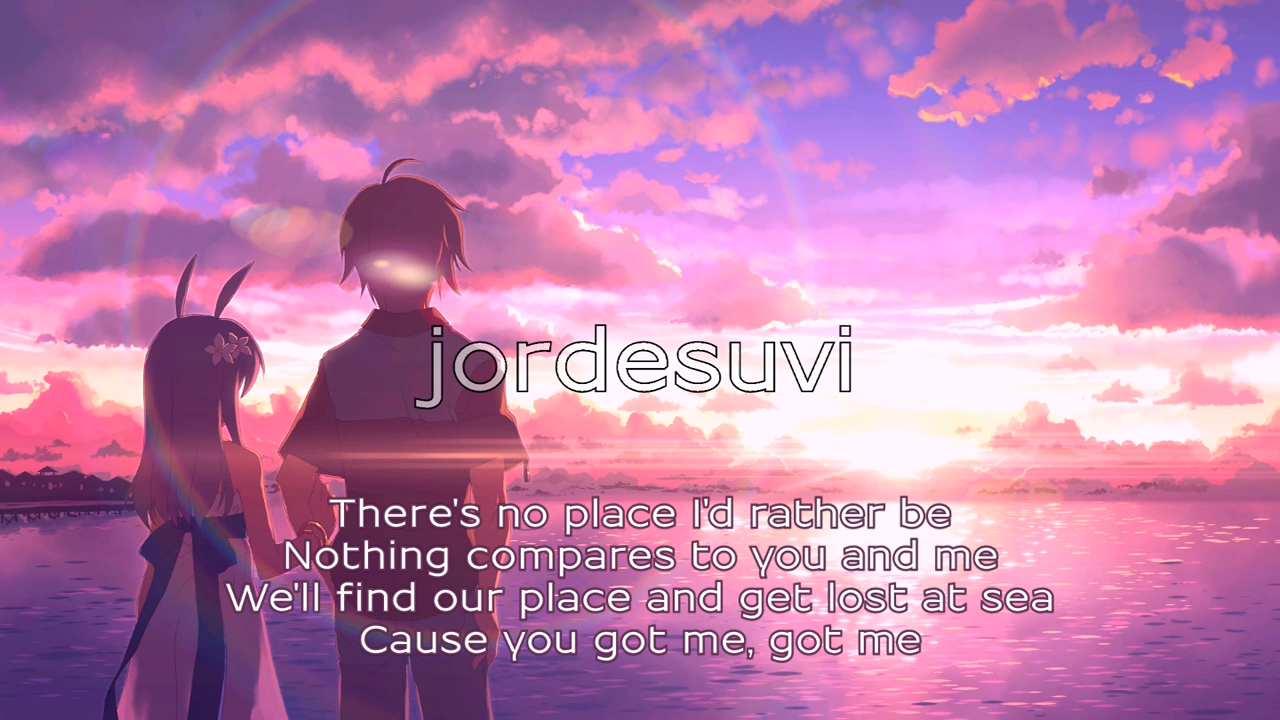 jordesuvi
There's no place I'd rather be
Nothing compares to you and me
We'll find our place and get lost at sea
Cause you got me, got me